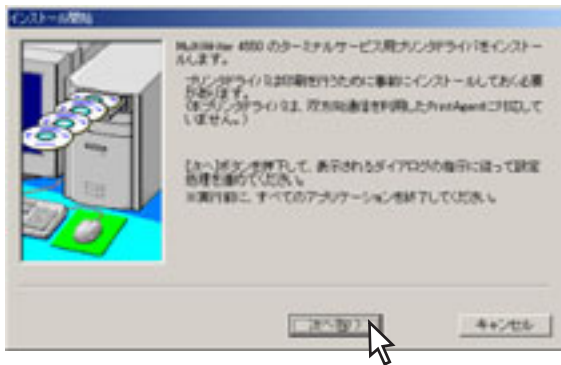 インストール開始
MultiWriter 4550 のターミナルサービス用プリンタドライバをインストー
ルします。
プリンタドライバは印刷を行うために事前にインストールしておく必要
があります。
(本プリンタドライバは、双方向通信を利用したPrintAgentに対応して
いません。)
[次へ]ボタンを押下して、表示されるダイアログの指示に従って設定
処理を進めてください。
※実行前に、すべてのアプリケーションを終了してください。
次へ(N) >
キャンセル